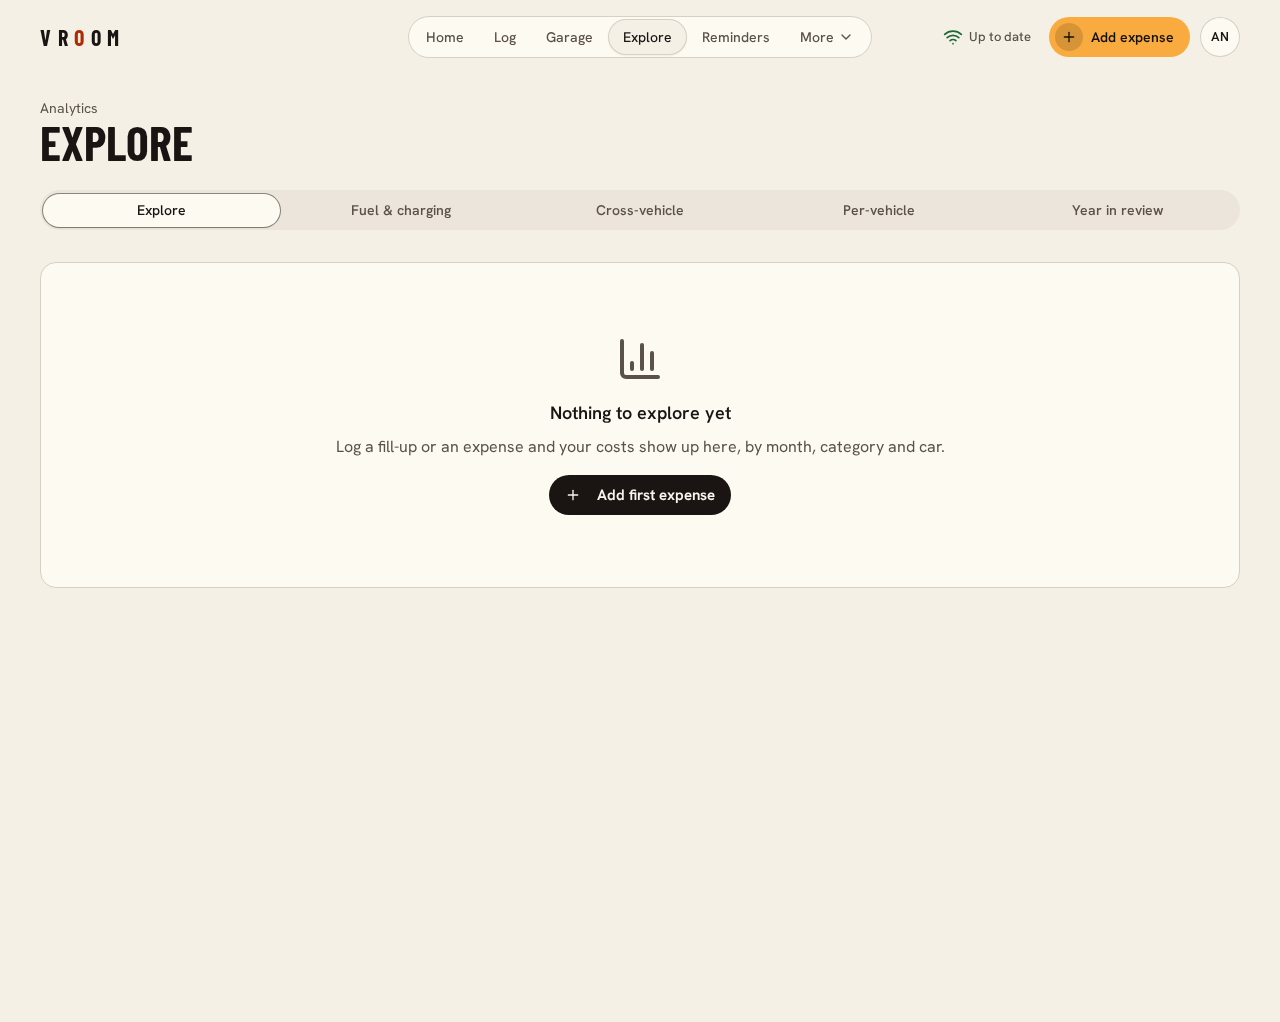 VROOM
Home
Log
Garage
Explore
Reminders
More
Up to date
Add expense
AN
Analytics
EXPLORE
Explore
Fuel & charging
Cross-vehicle
Per-vehicle
Year in review
Nothing to explore yet
Log a fill-up or an expense and your costs show up here, by month, category and car.
Add first expense